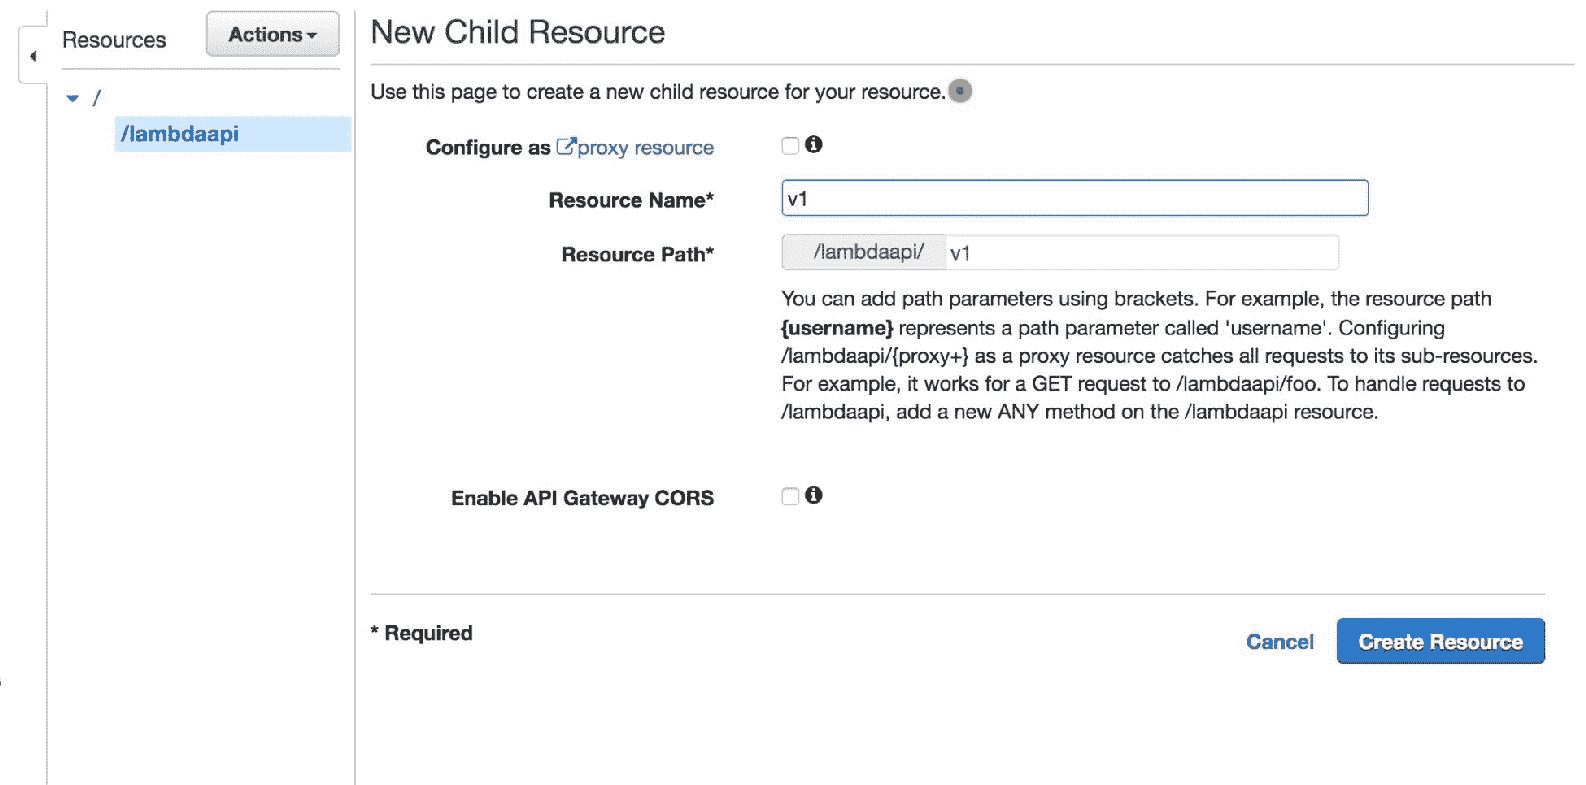 Resources
Actions
/
/lambdaapi
New Child Resource
Use this page to create a new child resource for your resource.
Configure as proxy resource
Resource Name* v1
Resource Path* /lambdaapi/ v1
You can add path parameters using brackets. For example, the resource path
{username} represents a path parameter called 'username'. Configuring
/lambdaapi/{proxy+} as a proxy resource catches all requests to its sub-resources.
For example, it works for a GET request to /lambdaapi/foo. To handle requests to
/lambdaapi, add a new ANY method on the /lambdaapi resource.
Enable API Gateway CORS
* Required
Cancel
Create Resource